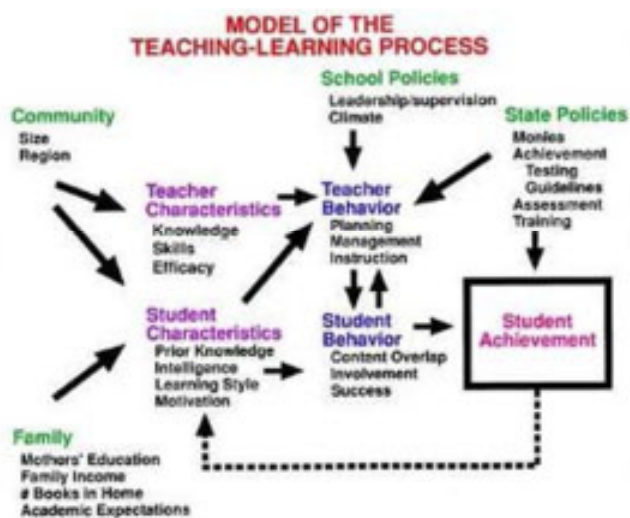 MODEL OF THE
TEACHING-LEARNING PROCESS
School Policies
Leadership/supervision
Climate
Community
Size
Region
State Policies
Monies
Achievement
Testing
Guidelines
Assessment
Training
Teacher
Characteristics
Knowledge
Skills
Efficacy
Teacher
Behavior
Planning
Management
Instruction
Student
Characteristics
Prior Knowledge
Intelligence
Learning Style
Motivation
Student
Behavior
Content Overlap
Involvement
Success
Student
Achievement
Family
Mothers' Education
Family Income
# Books in Home
Academic Expectations